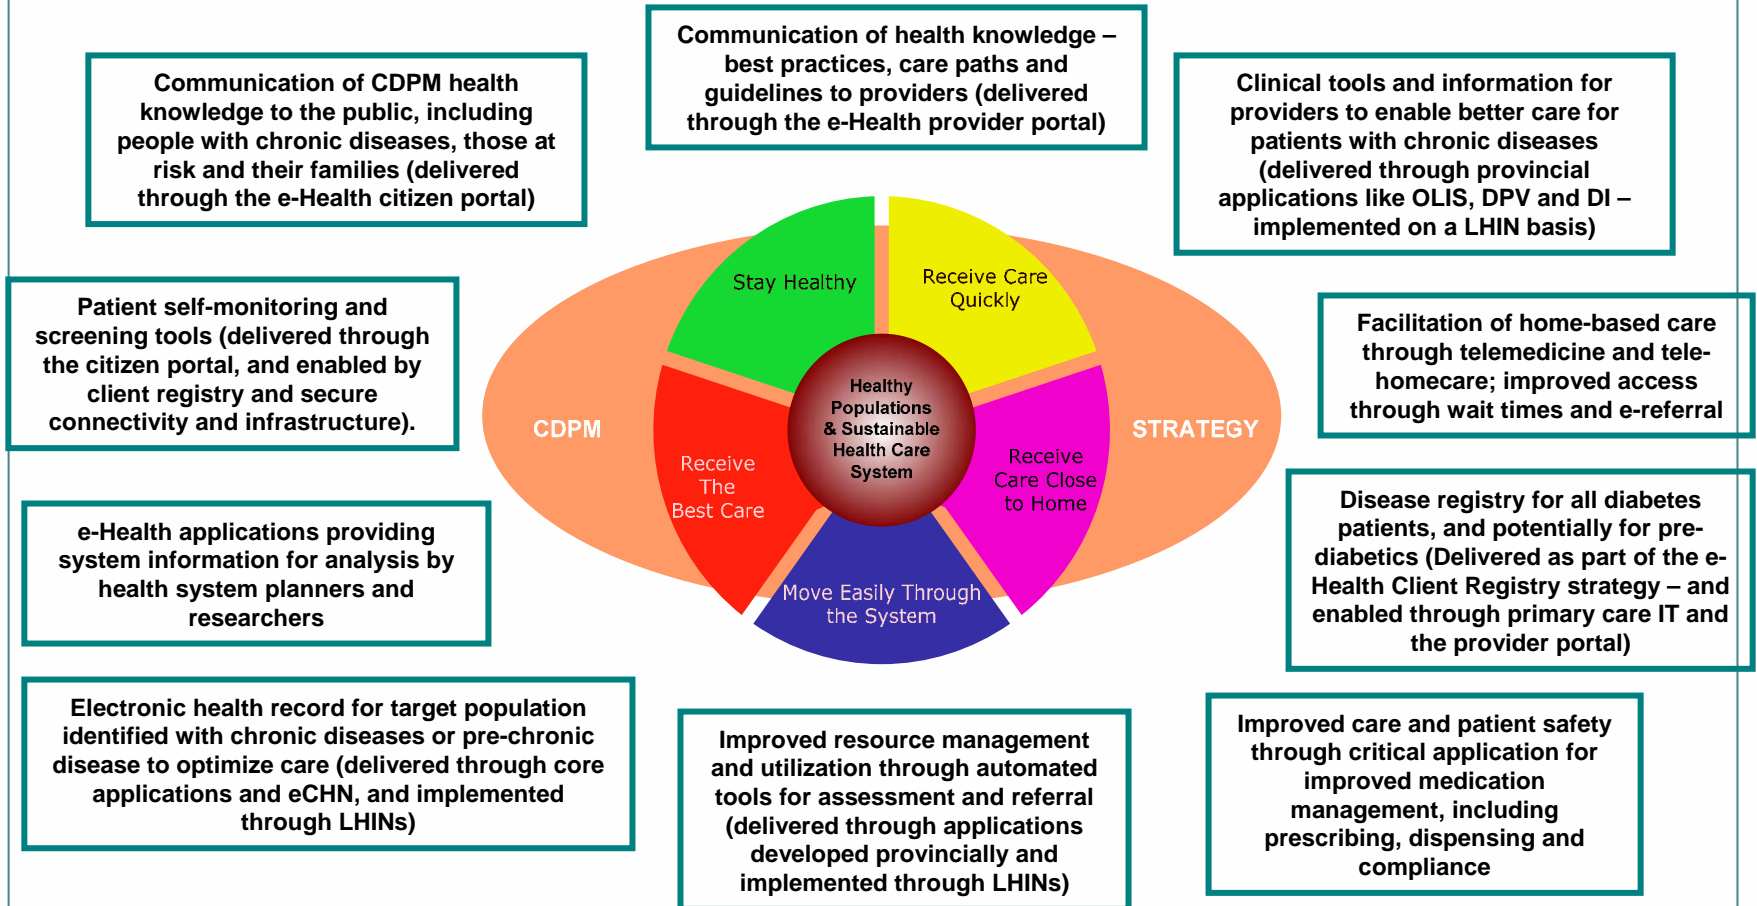 Communication of health knowledge –
best practices, care paths and
guidelines to providers (delivered
through the e-Health provider portal)
Communication of CDPM health
knowledge to the public, including
people with chronic diseases, those at
risk and their families (delivered
through the e-Health citizen portal)
Clinical tools and information for
providers to enable better care for
patients with chronic diseases
(delivered through provincial
applications like OLIS, DPV and DI –
implemented on a LHIN basis)
Patient self-monitoring and
screening tools (delivered through
the citizen portal, and enabled by
client registry and secure
connectivity and infrastructure).
Stay Healthy
Receive Care
Quickly
Facilitation of home-based care
through telemedicine and tele-
homecare; improved access
through wait times and e-referral
CDPM
Healthy
Populations
& Sustainable
Health Care
System
STRATEGY
Receive
The
Best Care
Receive
Care Close
to Home
Move Easily Through
the System
e-Health applications providing
system information for analysis by
health system planners and
researchers
Disease registry for all diabetes
patients, and potentially for pre-
diabetics (Delivered as part of the e-
Health Client Registry strategy – and
enabled through primary care IT and
the provider portal)
Electronic health record for target population
identified with chronic diseases or pre-chronic
disease to optimize care (delivered through core
applications and eCHN, and implemented
through LHINs)
Improved resource management
and utilization through automated
tools for assessment and referral
(delivered through applications
developed provincially and
implemented through LHINs)
Improved care and patient safety
through critical application for
improved medication
management, including
prescribing, dispensing and
compliance